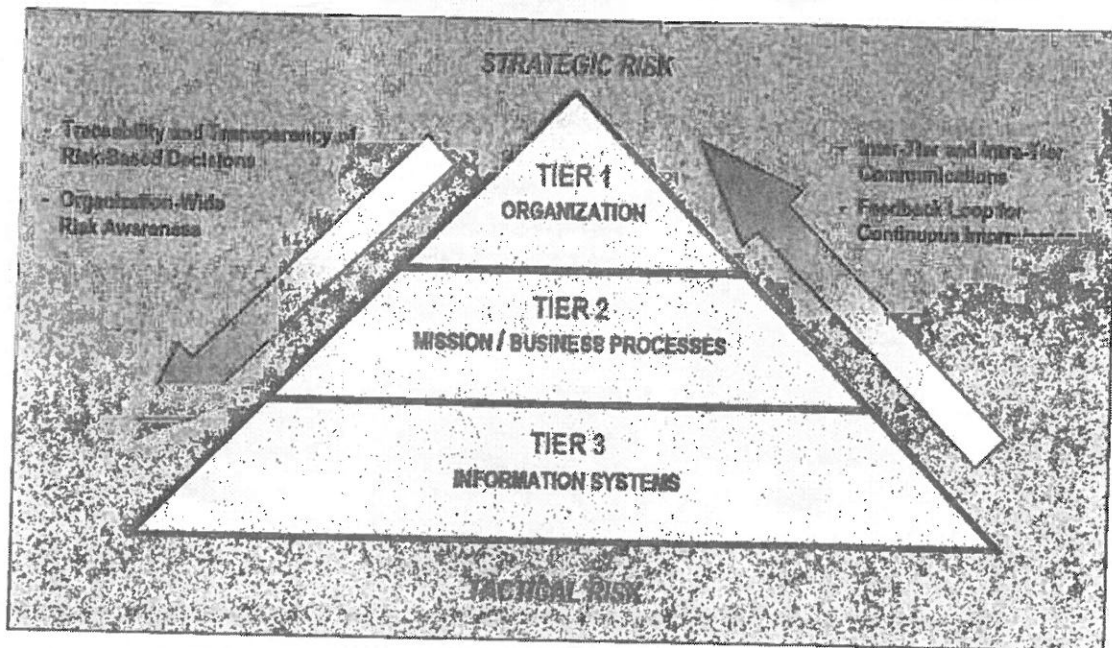 STRATEGIC RISK
- Traceability and Transparency of
Risk-Based Decisions
- Organization-Wide
Risk Awareness
- Inter-Tier and Intra-Tier
Communications
- Feedback Loop for
Continuous
TIER 1
ORGANIZATION
TIER 2
MISSION / BUSINESS PROCESSES
TIER 3
INFORMATION SYSTEMS
TACTICAL RISK